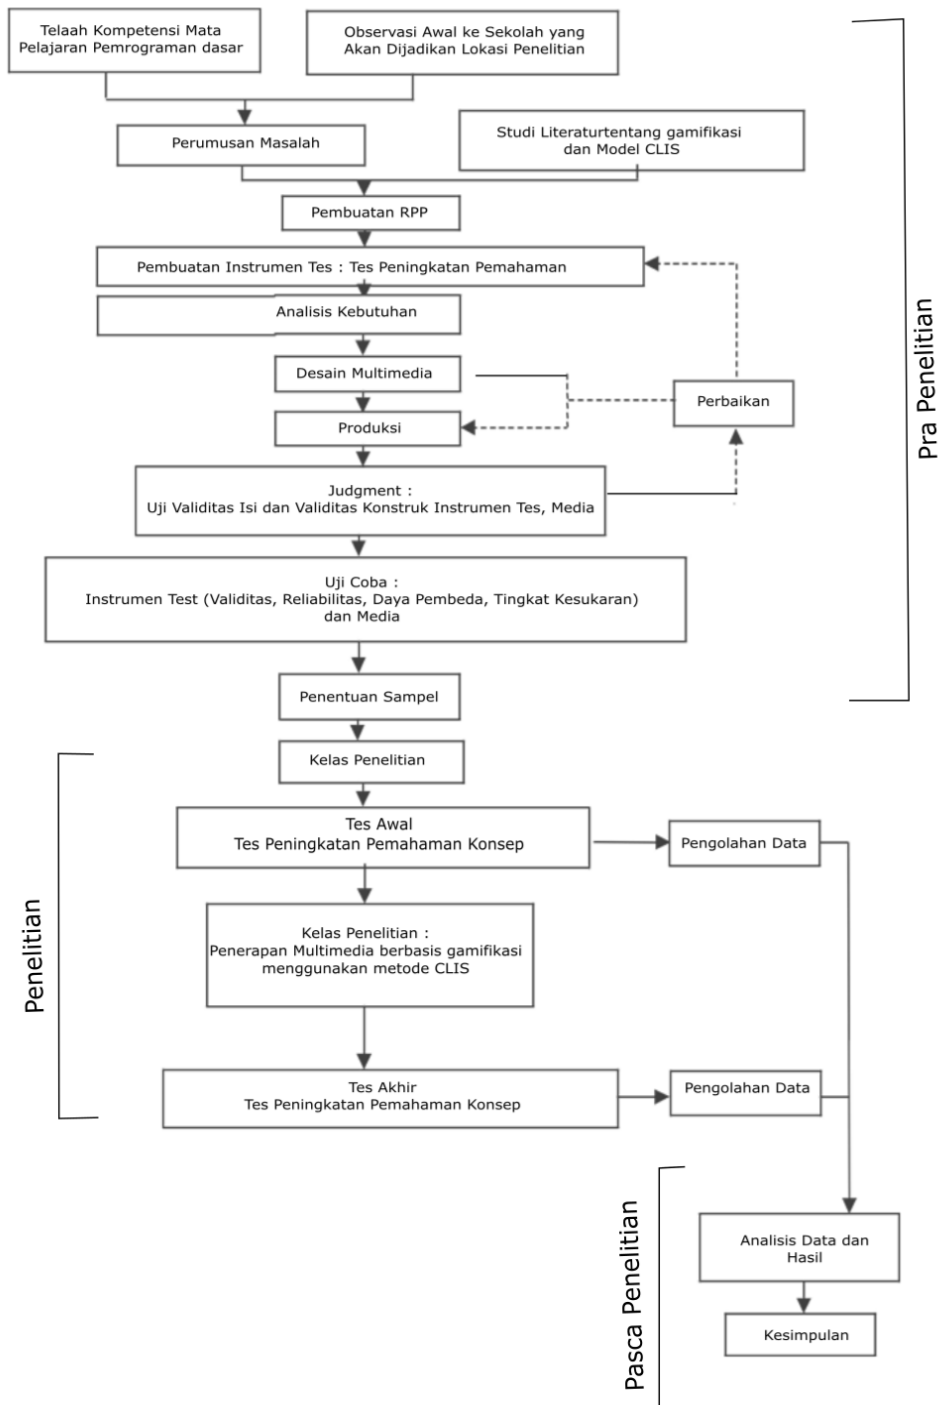 Telaah Kompetensi Mata
Pelajaran Pemrograman dasar
Observasi Awal ke Sekolah yang
Akan Dijadikan Lokasi Penelitian
Perumusan Masalah
Studi Literaturtentang gamifikasi
dan Model CLIS
Pembuatan RPP
Pembuatan Instrumen Tes : Tes Peningkatan Pemahaman
Analisis Kebutuhan
Desain Multimedia
Perbaikan
Produksi
Judgment :
Uji Validitas Isi dan Validitas Konstruk Instrumen Tes, Media
Uji Coba :
Instrumen Test (Validitas, Reliabilitas, Daya Pembeda, Tingkat Kesukaran)
dan Media
Penentuan Sampel
Pra Penelitian
Kelas Penelitian
Tes Awal
Tes Peningkatan Pemahaman Konsep
Pengolahan Data
Kelas Penelitian :
Penerapan Multimedia berbasis gamifikasi
menggunakan metode CLIS
Tes Akhir
Tes Peningkatan Pemahaman Konsep
Pengolahan Data
Penelitian
Analisis Data dan
Hasil
Kesimpulan
Pasca Penelitian